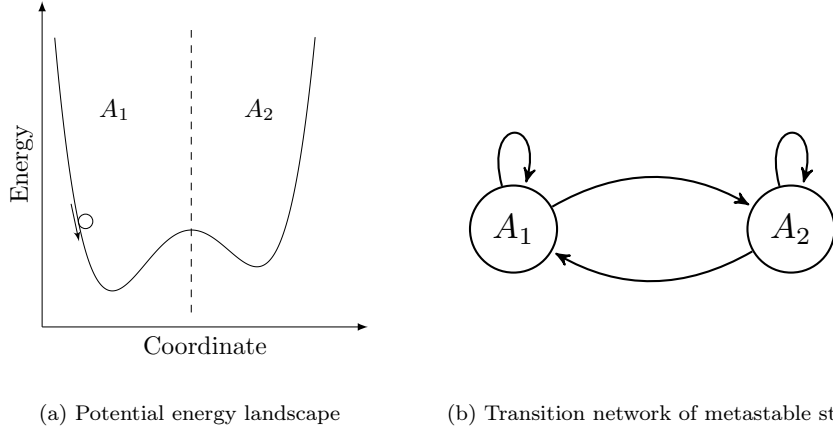 Energy
A₁
A₂
Coordinate
(a) Potential energy landscape
A₁
A₂
(b) Transition network of metastable st